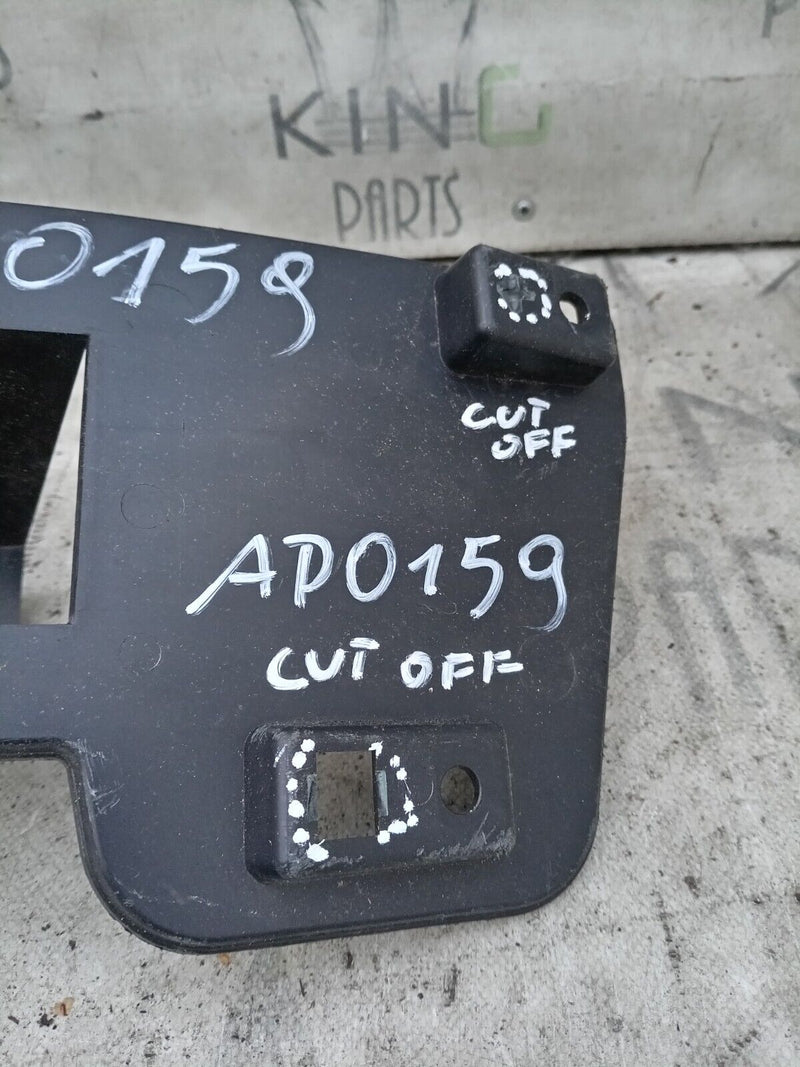 KING
PARTS
0159
CUT
OFF
AP0159
CUT OFF